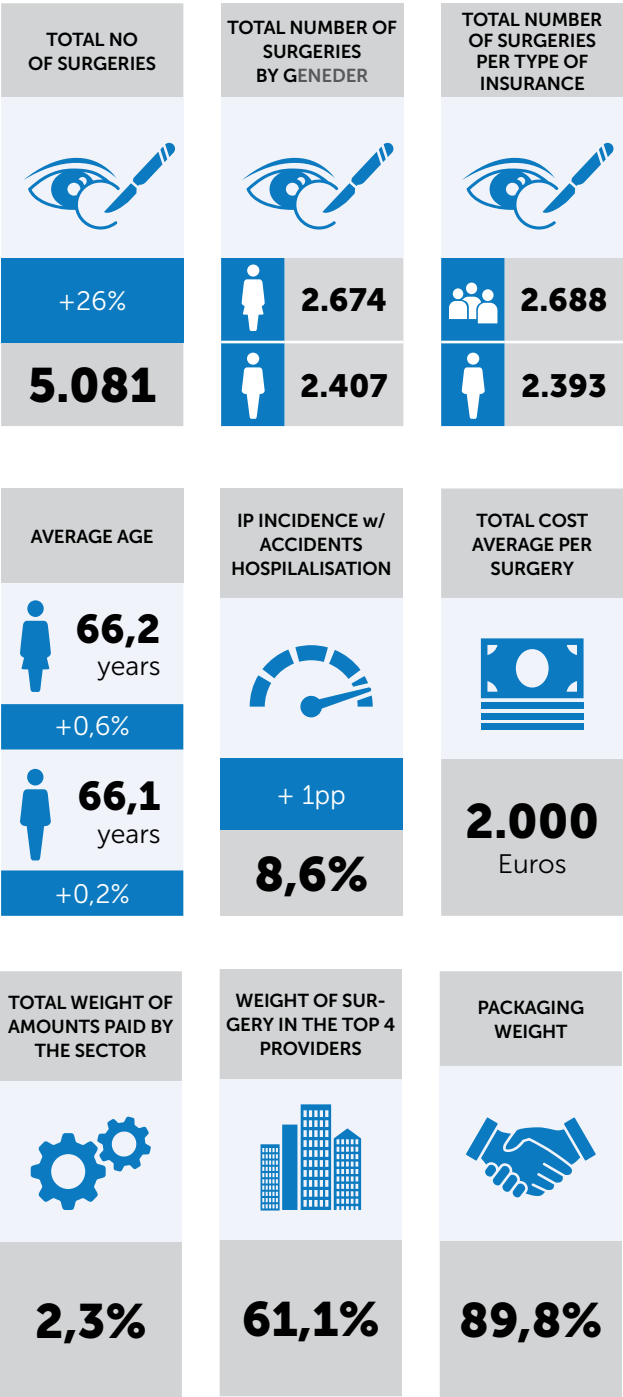 TOTAL NO
OF SURGERIES
+26%
5.081
TOTAL NUMBER OF
SURGERIES
BY GENEDER
2.674
2.407
TOTAL NUMBER
OF SURGERIES
PER TYPE OF
INSURANCE
2.688
2.393
AVERAGE AGE
66,2
years
+0,6%
66,1
years
+0,2%
IP INCIDENCE w/
ACCIDENTS
HOSPILALISATION
+ 1pp
8,6%
TOTAL COST
AVERAGE PER
SURGERY
2.000
Euros
TOTAL WEIGHT OF
AMOUNTS PAID BY
THE SECTOR
2,3%
WEIGHT OF SUR-
GERY IN THE TOP 4
PROVIDERS
61,1%
PACKAGING
WEIGHT
89,8%